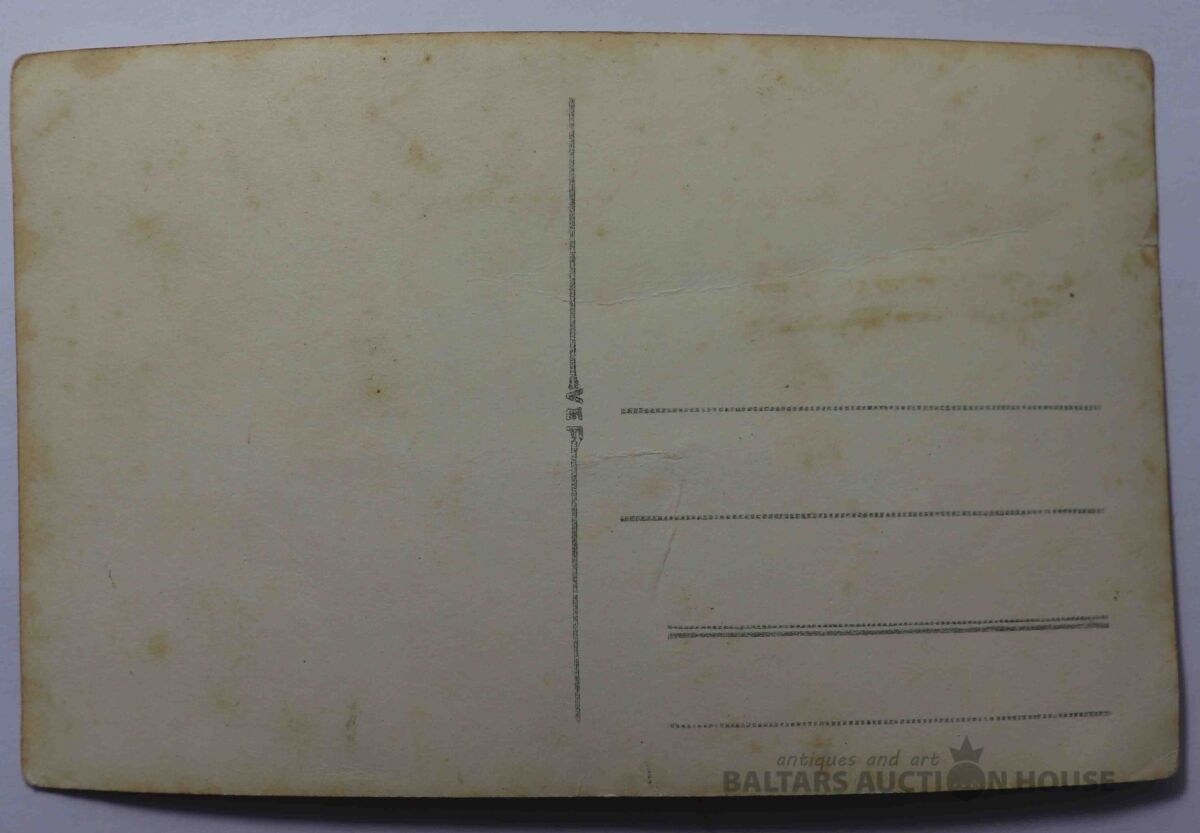 VEF
antiques and art
BALTARS AUCTION HOUSE